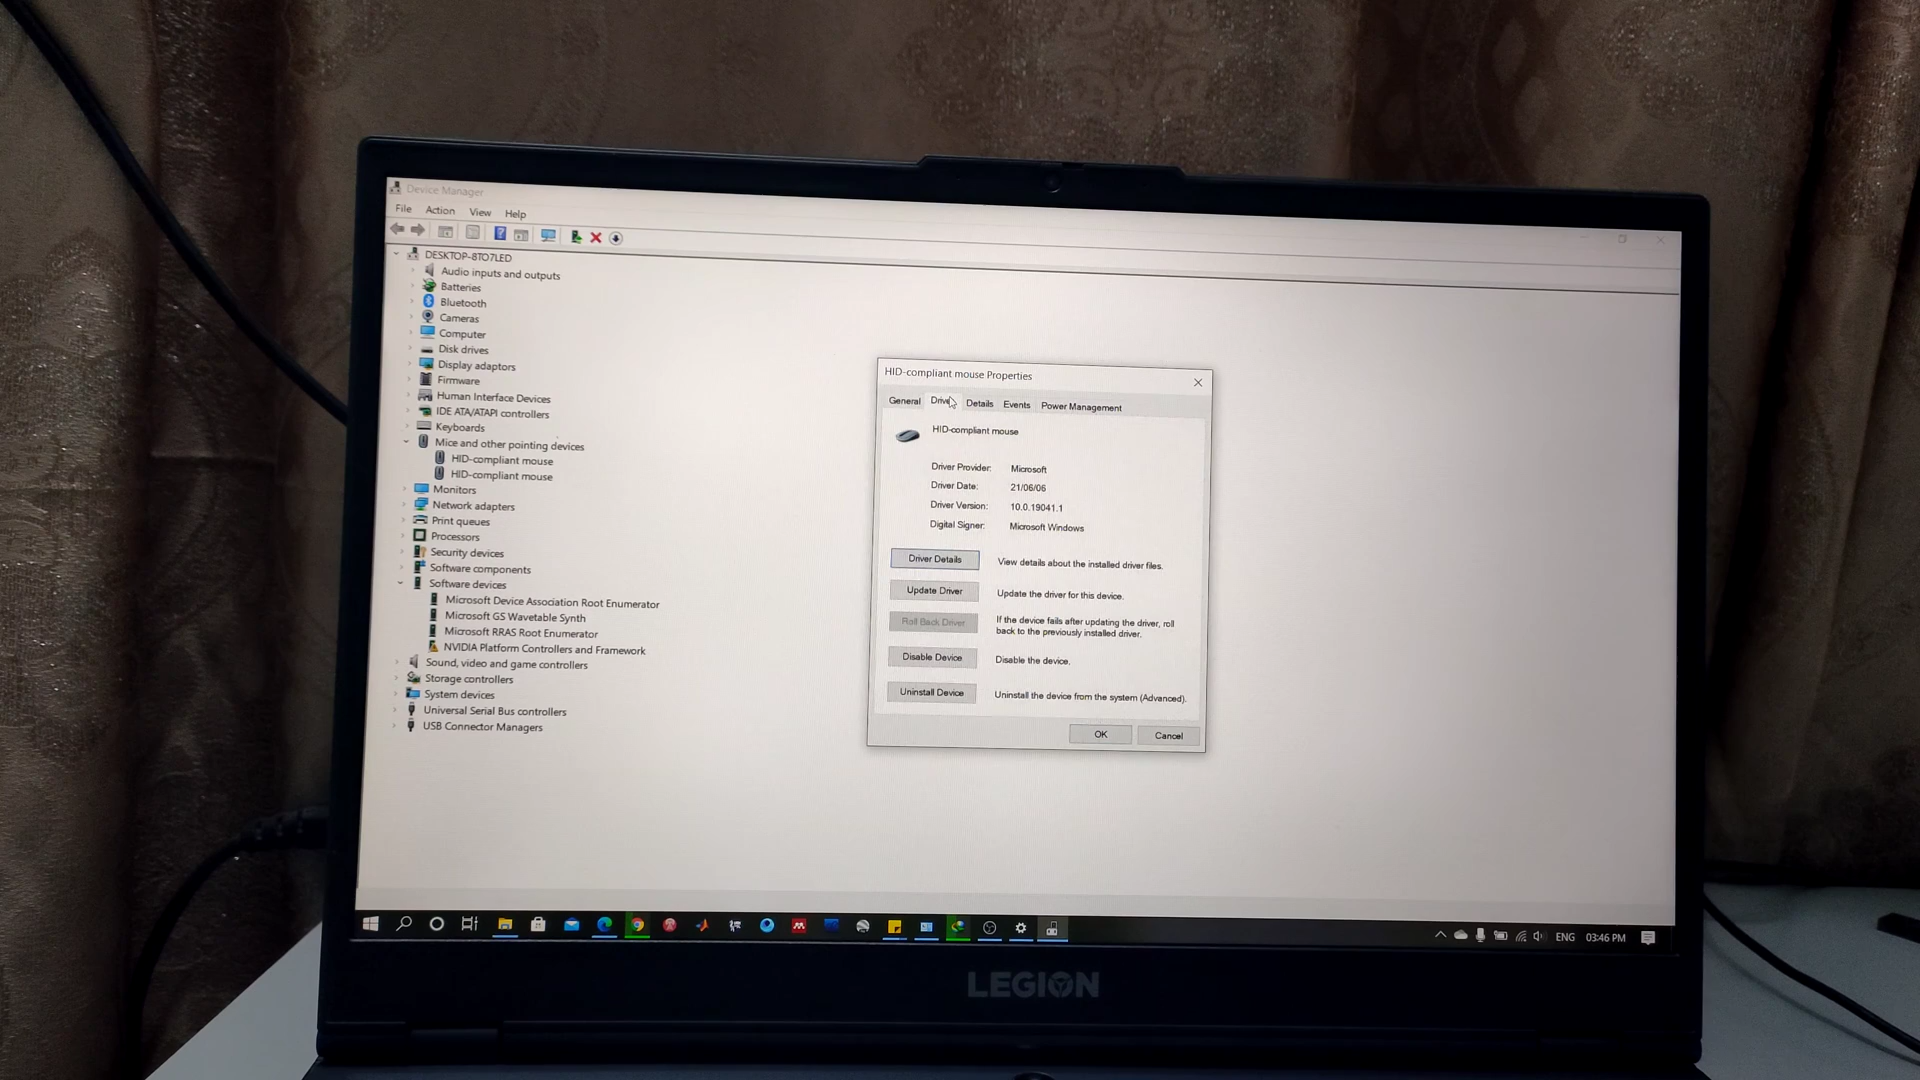 Device Manager
File Action View Help
DESKTOP-8TO7LED
Audio inputs and outputs
Batteries
Bluetooth
Cameras
Computer
Disk drives
Display adaptors
Firmware
Human Interface Devices
IDE ATA/ATAPI controllers
Keyboards
Mice and other pointing devices
HID-compliant mouse
HID-compliant mouse
Monitors
Network adapters
Print queues
Processors
Security devices
Software components
Software devices
Microsoft Device Association Root Enumerator
Microsoft GS Wavetable Synth
Microsoft RRAS Root Enumerator
NVIDIA Platform Controllers and Framework
Sound, video and game controllers
Storage controllers
System devices
Universal Serial Bus controllers
USB Connector Managers
HID-compliant mouse Properties
General Driver Details Events Power Management
HID-compliant mouse
Driver Provider: Microsoft
Driver Date: 21/06/06
Driver Version: 10.0.19041.1
Digital Signer: Microsoft Windows
Driver Details View details about the installed driver files.
Update Driver Update the driver for this device.
Roll Back Driver If the device fails after updating the driver, roll
back to the previously installed driver.
Disable Device Disable the device.
Uninstall Device Uninstall the device from the system (Advanced).
OK Cancel
ENG 03:46 PM
LEGION